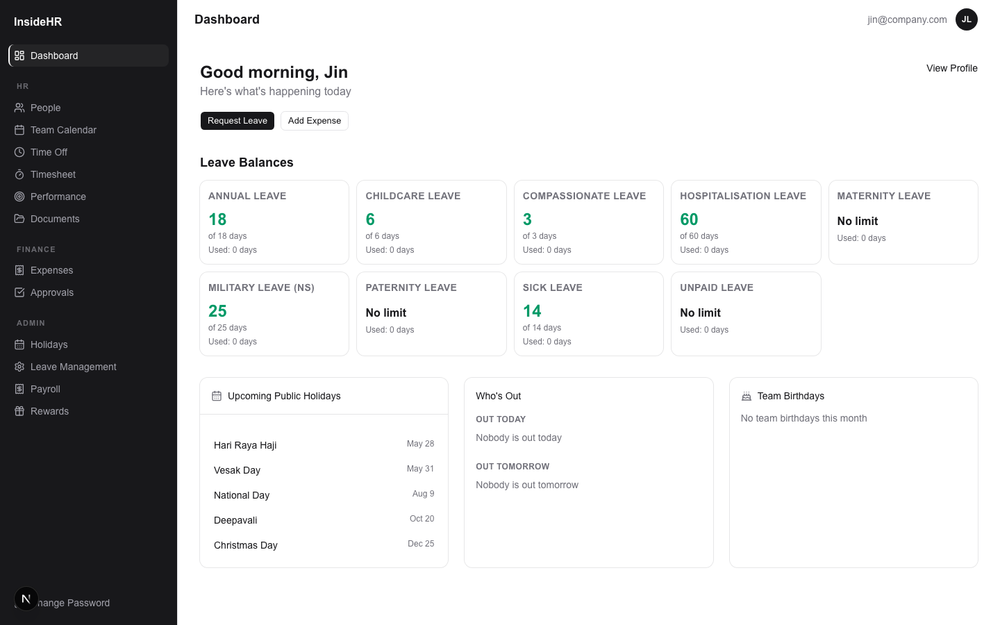 InsideHR
Dashboard
HR
People
Team Calendar
Time Off
Timesheet
Performance
Documents
FINANCE
Expenses
Approvals
ADMIN
Holidays
Leave Management
Payroll
Rewards
N
hange Password
Dashboard
jin@company.com
JL
Good morning, Jin
View Profile
Here's what's happening today
Request Leave
Add Expense
Leave Balances
ANNUAL LEAVE
18
of 18 days
Used: 0 days
CHILDCARE LEAVE
6
of 6 days
Used: 0 days
COMPASSIONATE LEAVE
3
of 3 days
Used: 0 days
HOSPITALISATION LEAVE
60
of 60 days
Used: 0 days
MATERNITY LEAVE
No limit
Used: 0 days
MILITARY LEAVE (NS)
25
of 25 days
Used: 0 days
PATERNITY LEAVE
No limit
Used: 0 days
SICK LEAVE
14
of 14 days
Used: 0 days
UNPAID LEAVE
No limit
Used: 0 days
Upcoming Public Holidays
Hari Raya Haji May 28
Vesak Day May 31
National Day Aug 9
Deepavali Oct 20
Christmas Day Dec 25
Who's Out
OUT TODAY
Nobody is out today
OUT TOMORROW
Nobody is out tomorrow
Team Birthdays
No team birthdays this month